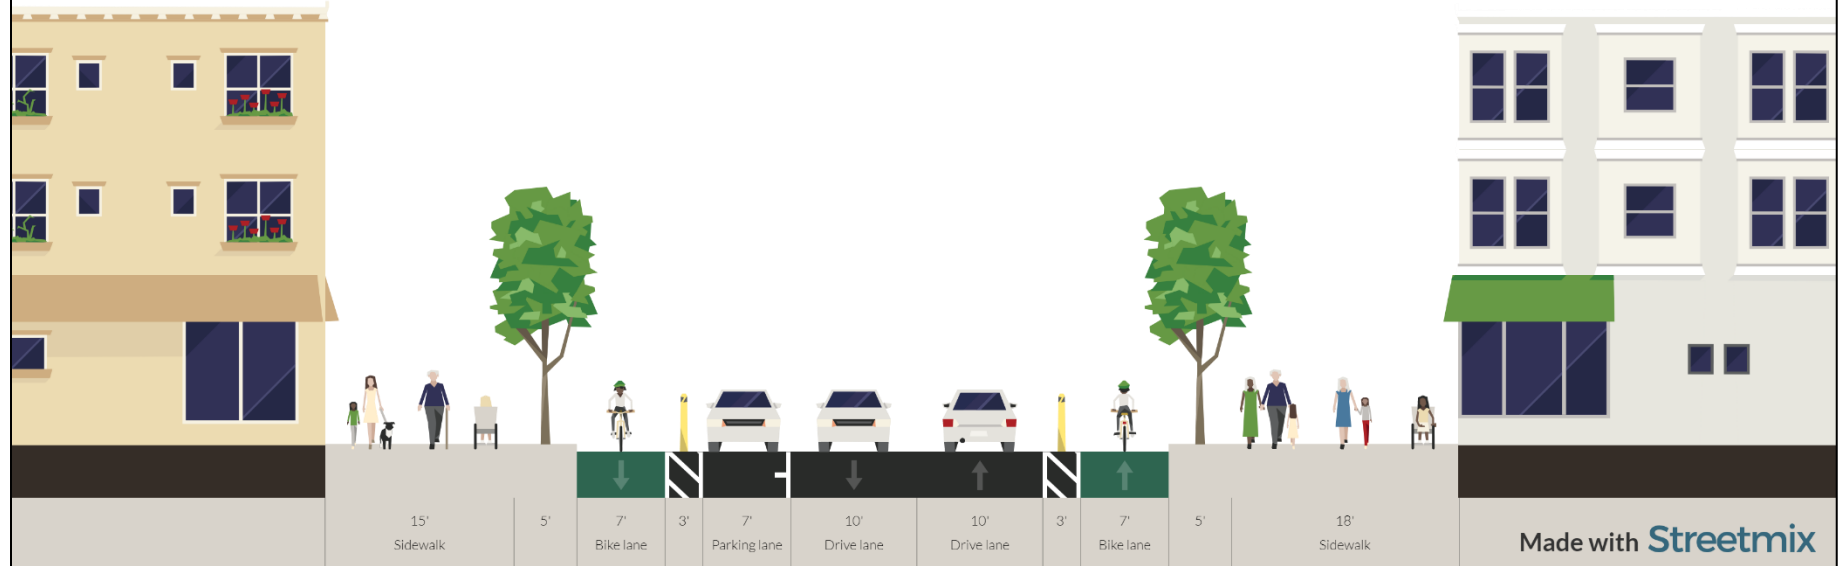 15' 5' 7' 3' 7' 10' 10' 3' 7' 5' 18'
Sidewalk Bike lane Parking lane Drive lane Drive lane Bike lane Sidewalk
Made with Streetmix